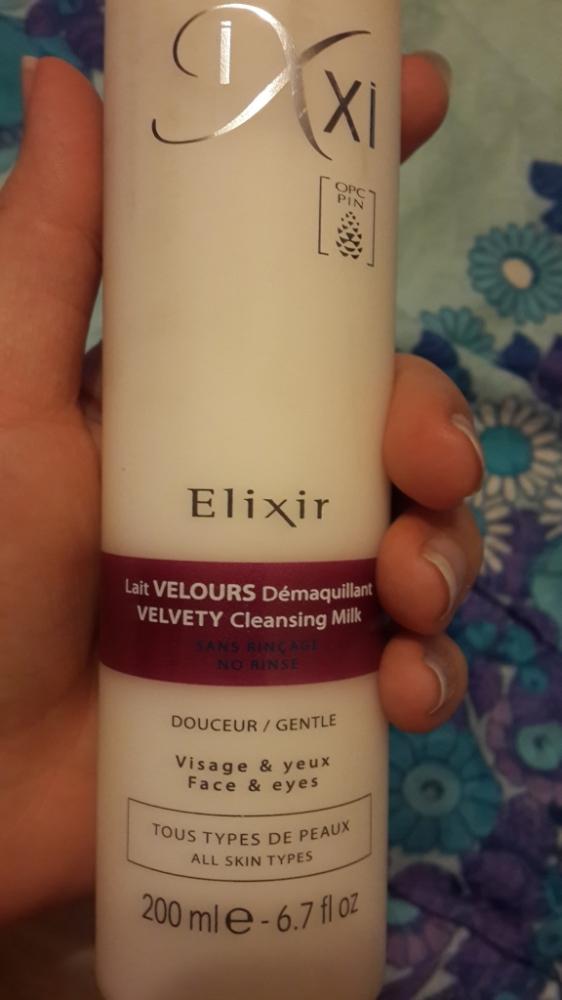 iXxi
OPC
PIN
Elixir
Lait VELOURS Démaquillant
VELVETY Cleansing Milk
SANS RINÇAGE
NO RINSE
DOUCEUR / GENTLE
Visage & yeux
Face & eyes
TOUS TYPES DE PEAUX
ALL SKIN TYPES
200 ml e - 6.7 fl oz